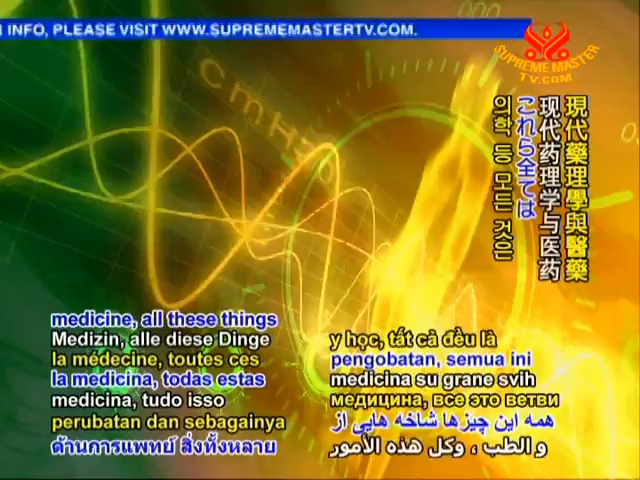 INFO, PLEASE VISIT WWW.SUPREMEMASTERTV.COM.
SUPREME MASTER
TV.COM
現代藥理學與醫藥
现代药理学与医药
これら全ては
의학 등 모든 것은
CmH2O
medicine, all these things
Medizin, alle diese Dinge
la médecine, toutes ces
la medicina, todas estas
medicina, tudo isso
perubatan dan sebagainya
ด้านการแพทย์ สิ่งทั้งหลาย
y học, tất cả đều là
pengobatan, semua ini
medicina su grane svih
медицина, все это ветви
همه این چیزها شاخه هایی از
و الطب ، وكل هذه الأمور